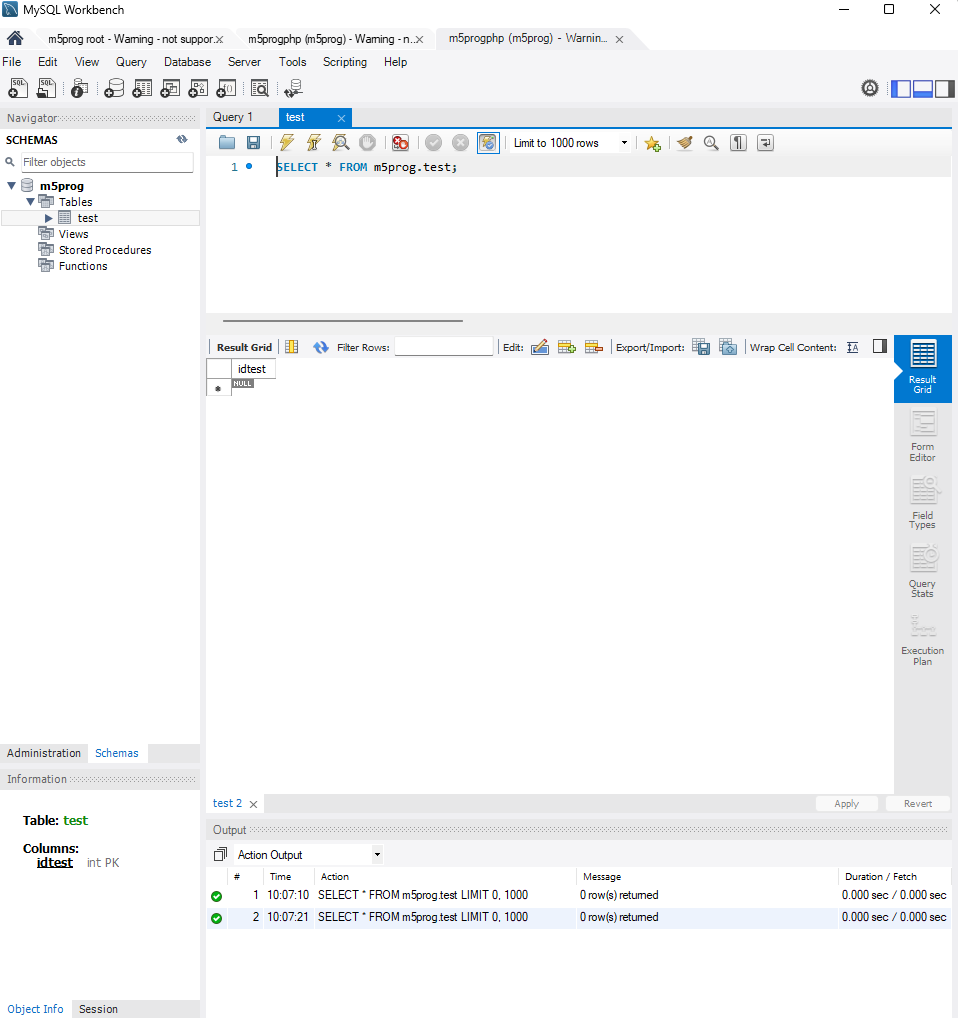 MySQL Workbench
m5prog root - Warning - not suppor.
m5progphp (m5prog) - Warning - n...
m5progphp (m5prog) - Warnin...
File Edit View Query Database Server Tools Scripting Help
Navigator
SCHEMAS
Filter objects
m5prog
Tables
test
Views
Stored Procedures
Functions
Administration Schemas
Information
Table: test
Columns:
idtest int PK
Object Info Session
Query 1 test
Limit to 1000 rows
1 SELECT * FROM m5prog.test;
Result Grid Filter Rows: Edit: Export/Import: Wrap Cell Content:
idtest
NULL
Result
Grid
Form
Editor
Field
Types
Query
Stats
Execution
Plan
test 2 Apply Revert
Output
Action Output
# Time Action Message Duration / Fetch
1 10:07:10 SELECT * FROM m5prog.test LIMIT 0, 1000 0 row(s) returned 0.000 sec / 0.000 sec
2 10:07:21 SELECT * FROM m5prog.test LIMIT 0, 1000 0 row(s) returned 0.000 sec / 0.000 sec